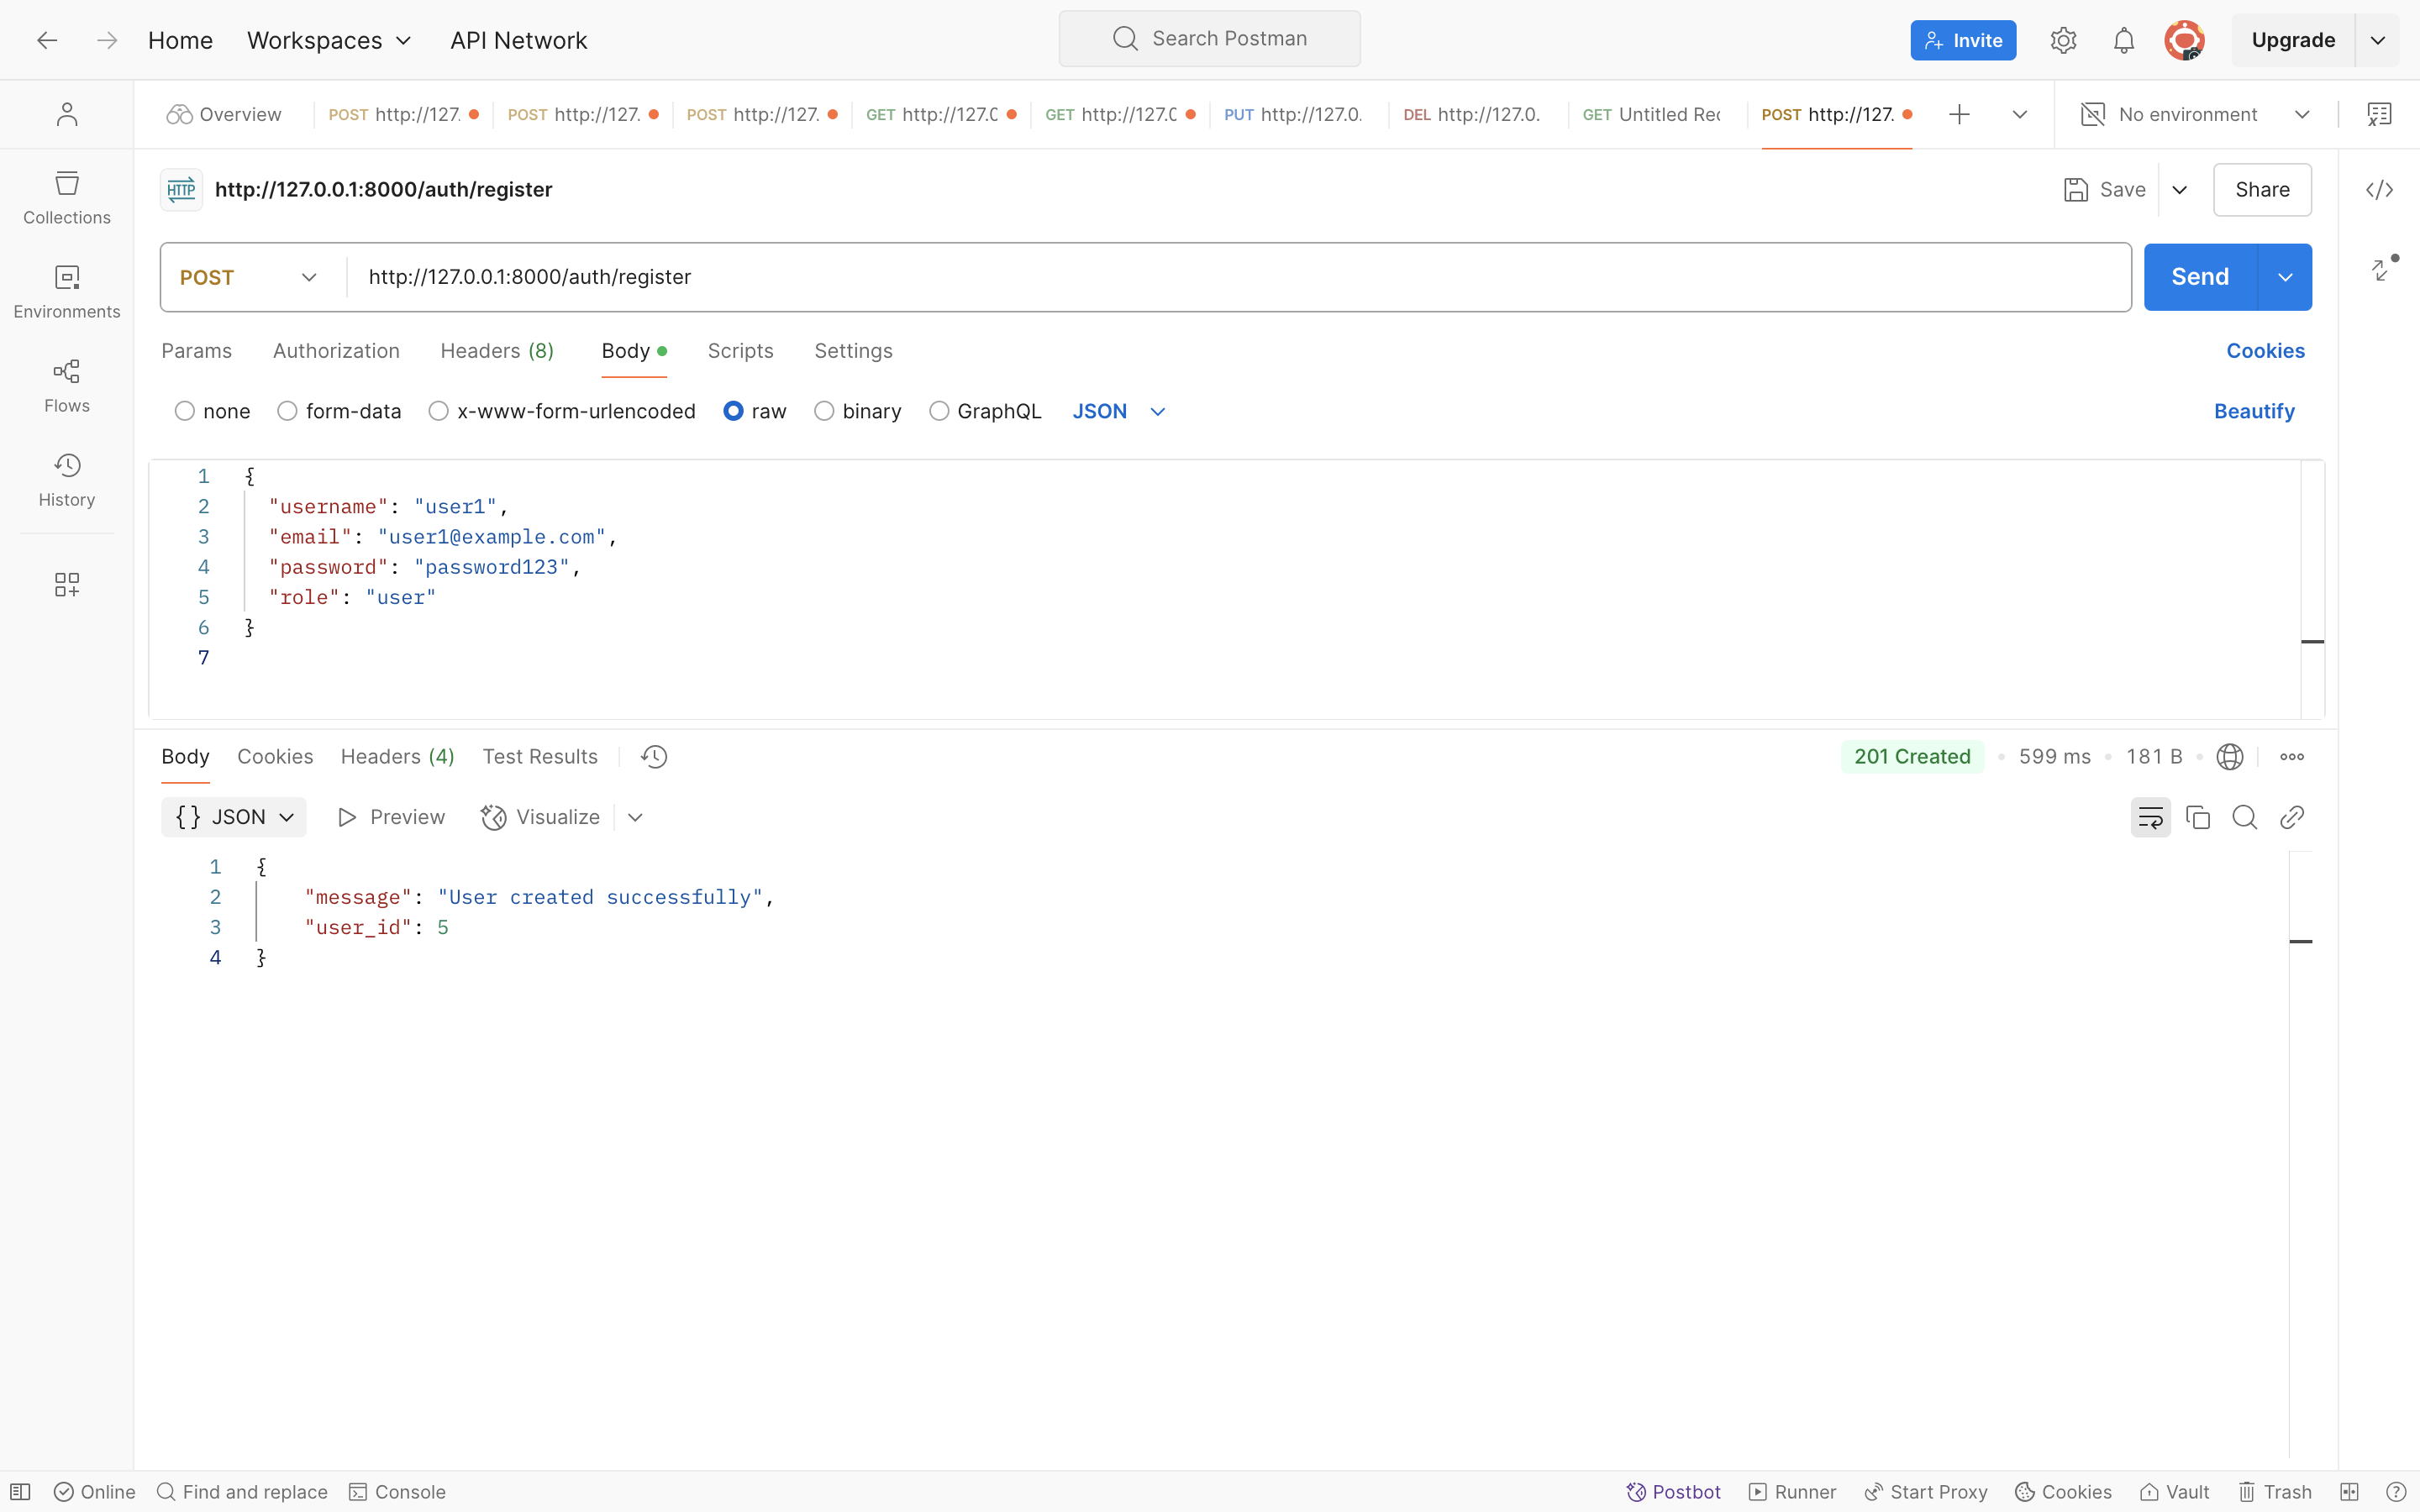 Home Workspaces API Network Search Postman Invite Upgrade
Overview POST http://127. POST http://127. POST http://127. GET http://127.0 GET http://127.0 PUT http://127.0. DEL http://127.0. GET Untitled Rec POST http://127. No environment
HTTP http://127.0.0.1:8000/auth/register Save Share
Collections
POST http://127.0.0.1:8000/auth/register Send
Environments
Params Authorization Headers (8) Body Scripts Settings Cookies
Flows
none form-data x-www-form-urlencoded raw binary GraphQL JSON Beautify
History
1 {
2 "username": "user1",
3 "email": "user1@example.com",
4 "password": "password123",
5 "role": "user"
6 }
7
Body Cookies Headers (4) Test Results 201 Created 599 ms 181 B
{} JSON Preview Visualize
1 {
2 "message": "User created successfully",
3 "user_id": 5
4 }
Online Find and replace Console Postbot Runner Start Proxy Cookies Vault Trash